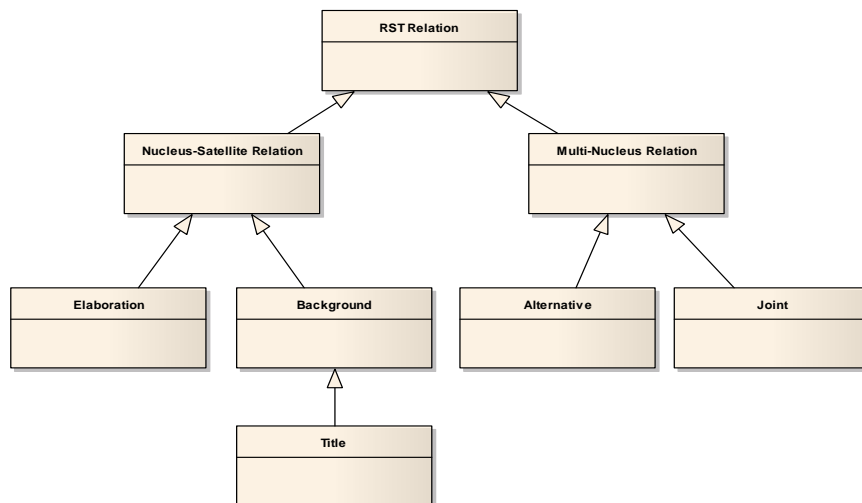 RST Relation
Nucleus-Satellite Relation
Multi-Nucleus Relation
Elaboration
Background
Alternative
Joint
Title